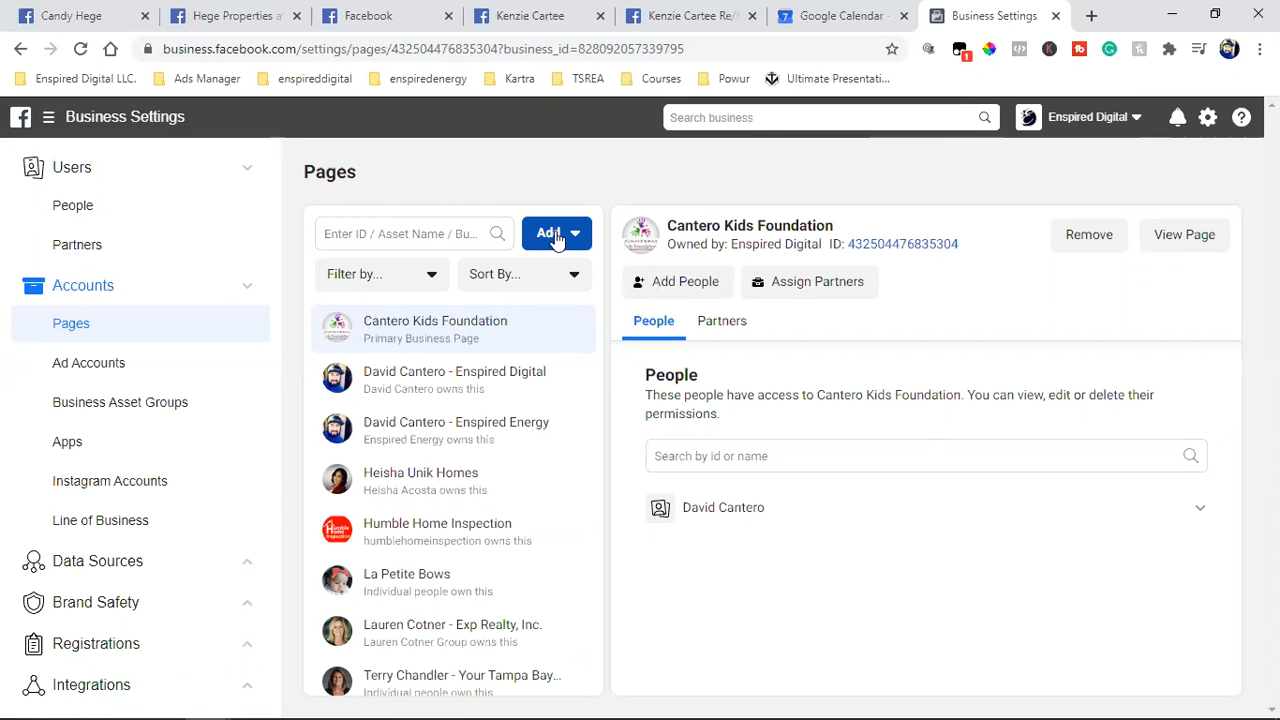 Candy Hege
Hege Properties a
Facebook
Kenzie Cartee
Kenzie Cartee Re/
7
Google Calendar -
Business Settings
business.facebook.com/settings/pages/432504476835304?business_id=828092057339795
1
Enspired Digital LLC.
Ads Manager
enspireddigital
enspiredenergy
Kartra
TSREA
Courses
Powur
Ultimate Presentati...
Business Settings
Search business
Enspired Digital
Users
People
Partners
Accounts
Pages
Ad Accounts
Business Asset Groups
Apps
Instagram Accounts
Line of Business
Data Sources
Brand Safety
Registrations
Integrations
Pages
Enter ID / Asset Name / Bu...
Add
Filter by...
Sort By...
Cantero Kids Foundation
Primary Business Page
David Cantero - Enspired Digital
David Cantero owns this
David Cantero - Enspired Energy
Enspired Energy owns this
Heisha Unik Homes
Heisha Acosta owns this
Humble Home Inspection
humblehomeinspection owns this
La Petite Bows
Individual people own this
Lauren Cotner - Exp Realty, Inc.
Lauren Cotner Group owns this
Terry Chandler - Your Tampa Bay...
Individual people own this
Cantero Kids Foundation
Owned by: Enspired Digital ID: 432504476835304
Remove
View Page
Add People
Assign Partners
People
Partners
People
These people have access to Cantero Kids Foundation. You can view, edit or delete their
permissions.
Search by id or name
David Cantero